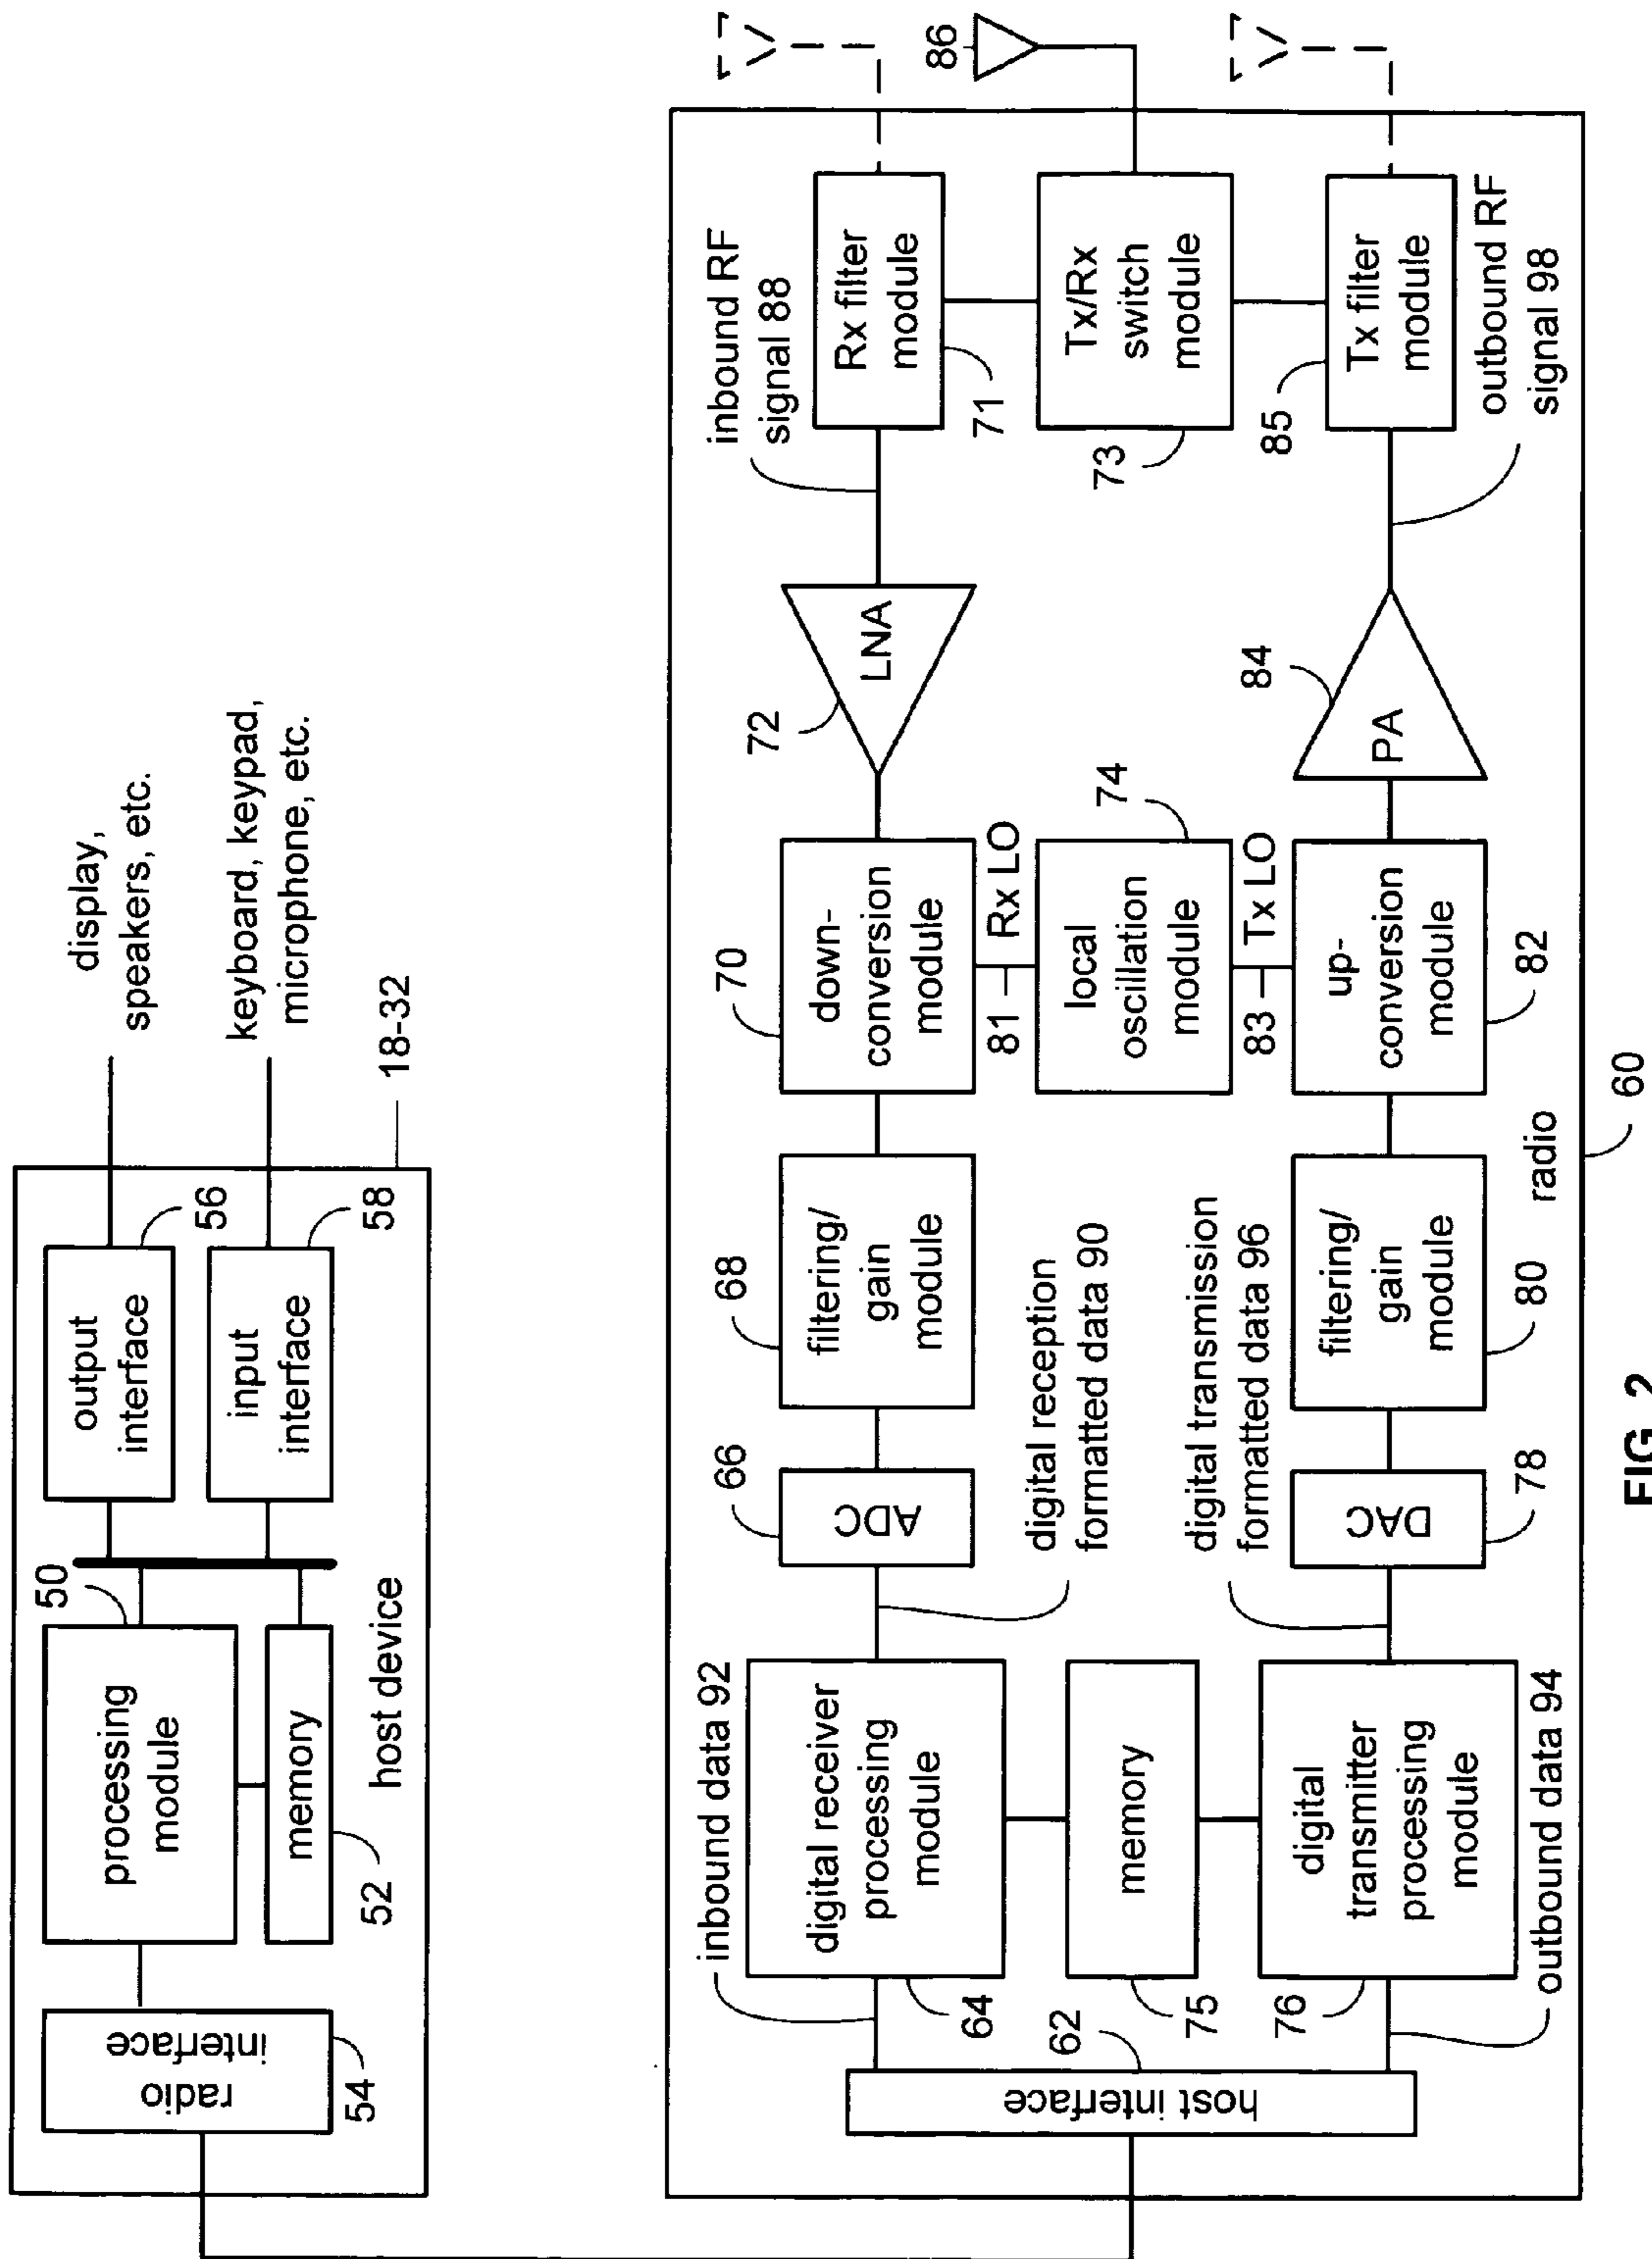 display,
speakers, etc.
keyboard, keypad,
microphone, etc.
18-32
output
interface
56
input
interface
58
50
processing
module
memory
52
host device
radio
interface
54
86
inbound RF
signal 88
Rx filter
module
71
Tx/Rx
switch
module
73
Tx filter
module
85
outbound RF
signal 98
LNA
72
PA
84
70
down-
conversion
module
81
Rx LO
local
oscillation
module
74
83
Tx LO
up-
conversion
module
82
68
filtering/
gain
module
filtering/
gain
module
80
66
ADC
digital reception
formatted data 90
digital transmission
formatted data 96
DAC
78
inbound data 92
digital receiver
processing
module
64
memory
75
digital
transmitter
processing
module
76
outbound data 94
62
host interface
radio
60
FIG. 2